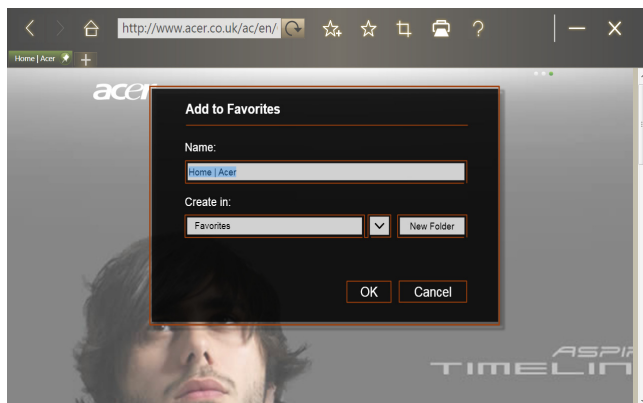 http://www.acer.co.uk/ac/en/
?
Home | Acer
acer
Add to Favorites
Name:
Home | Acer
Create in:
Favorites
New Folder
OK Cancel
TIMELIN